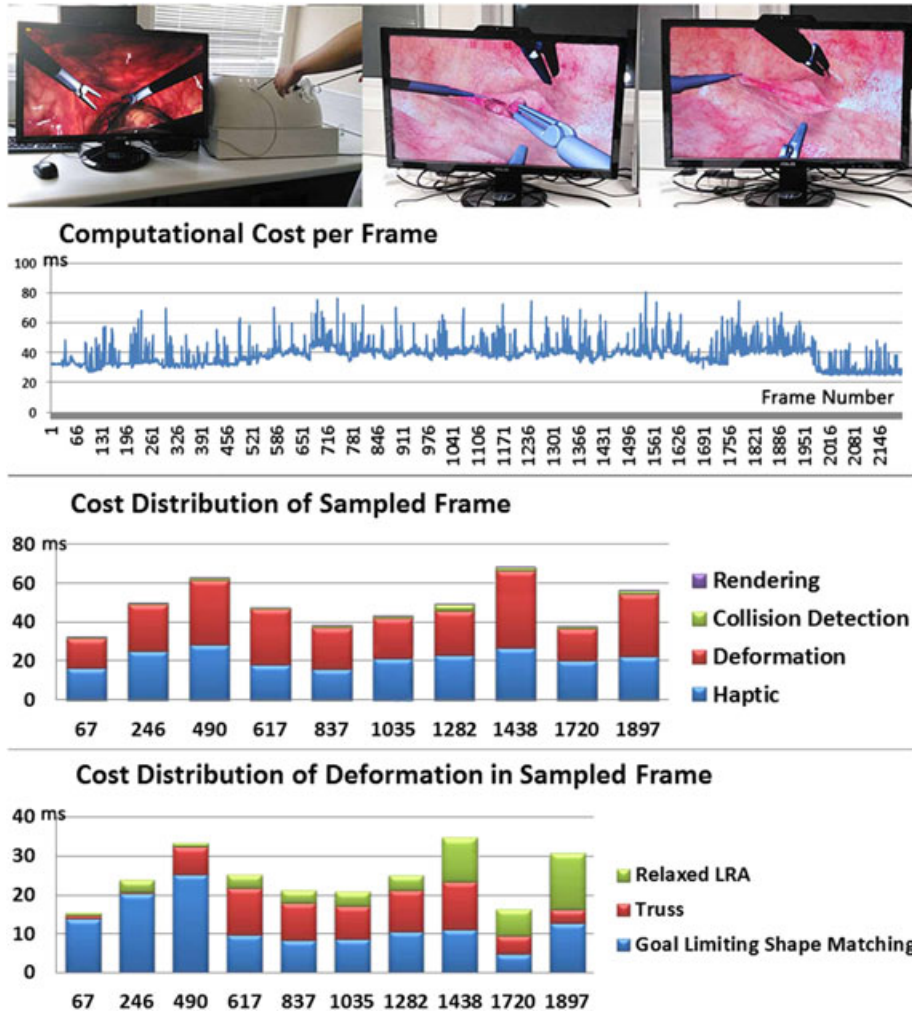 Computational Cost per Frame
ms
100
80
60
40
20
0
Frame Number
1 66 131 196 261 326 391 456 521 586 651 716 781 846 911 976 1041 1106 1171 1236 1301 1366 1431 1496 1561 1626 1691 1756 1821 1886 1951 2016 2081 2146
Cost Distribution of Sampled Frame
80 ms
60
40
20
0
67 246 490 617 837 1035 1282 1438 1720 1897
Rendering
Collision Detection
Deformation
Haptic
Cost Distribution of Deformation in Sampled Frame
40 ms
30
20
10
0
67 246 490 617 837 1035 1282 1438 1720 1897
Relaxed LRA
Truss
Goal Limiting Shape Matching